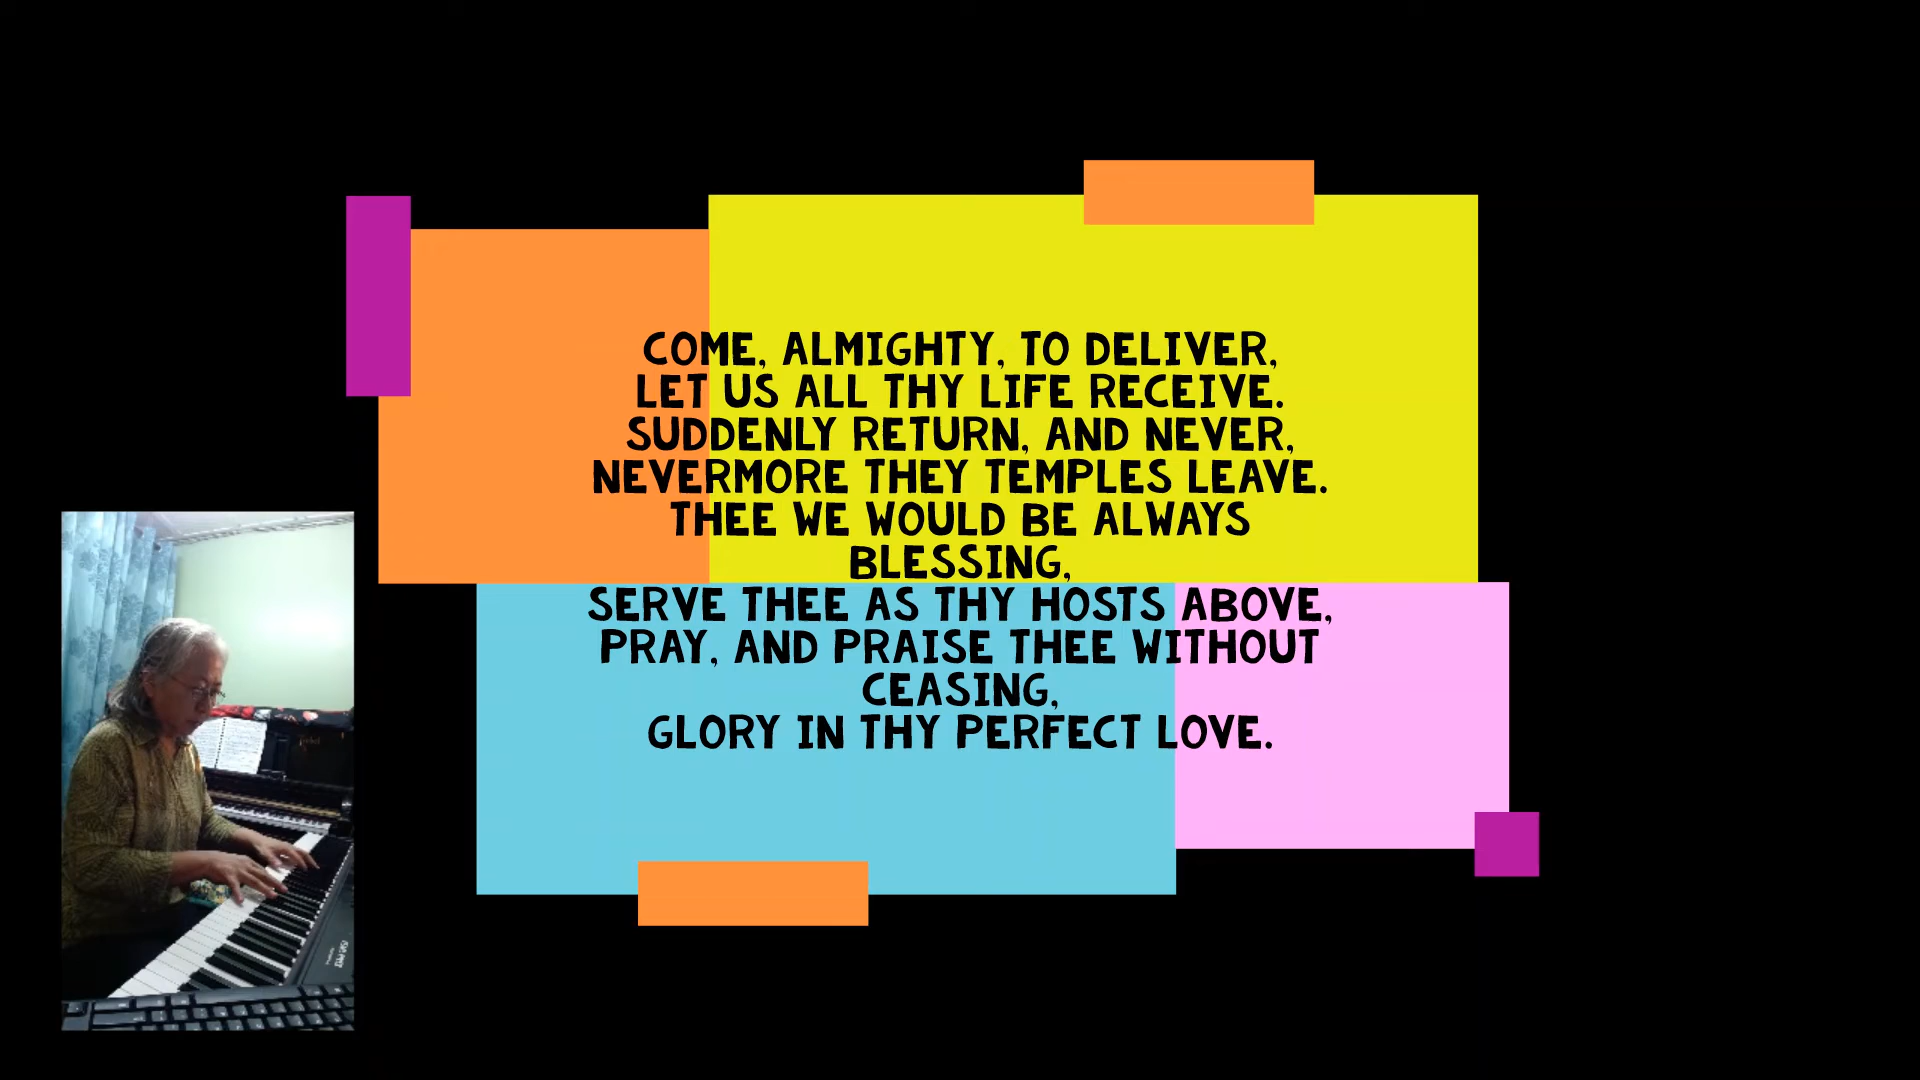 COME, ALMIGHTY, TO DELIVER,
LET US ALL THY LIFE RECEIVE.
SUDDENLY RETURN, AND NEVER,
NEVERMORE THEY TEMPLES LEAVE.
THEE WE WOULD BE ALWAYS
BLESSING,
SERVE THEE AS THY HOSTS ABOVE,
PRAY, AND PRAISE THEE WITHOUT
CEASING,
GLORY IN THY PERFECT LOVE.